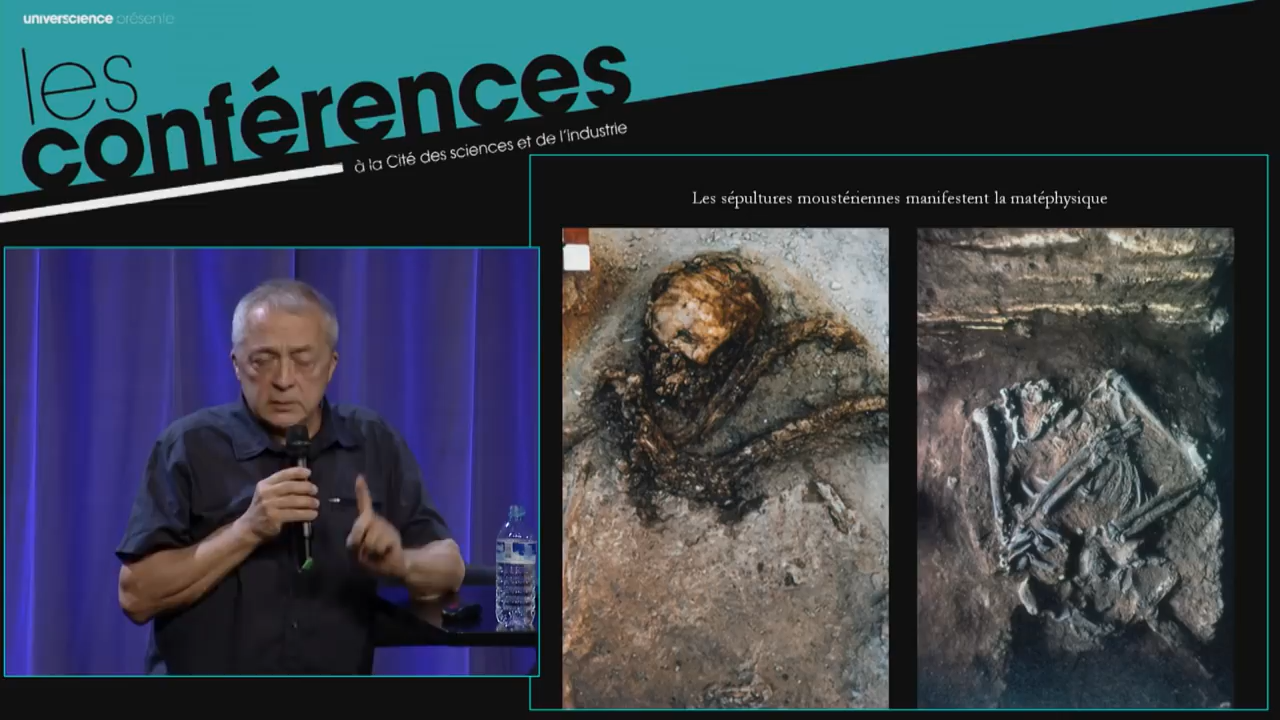 universcience présente
les
conférences
à la Cité des sciences et de l'industrie
Les sépultures moustériennes manifestent la matéphysique